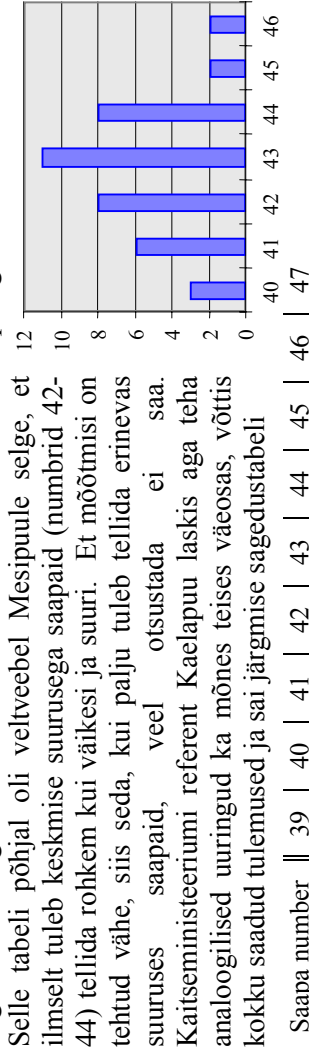 Selle tabeli põhjal oli veltveebel Mesipuule selge, et
ilmselt tuleb keskmise suurusega saapaid (numbrid 42-
44) tellida rohkem kui väikesi ja suuri. Et mõõtmisi on
tehtud vähe, siis seda, kui palju tuleb tellida erinevas
suuruses saapaid, veel otsustada ei saa.
Kaitseministeeriumi referent Kaelapuu laskis aga teha
analoogilised uuringud ka mõnes teises väeosas, võttis
kokku saadud tulemused ja sai järgmise sagedustabeli
12
10
8
6
4
2
0
40 41 42 43 44 45 46
Saapa number || 39 | 40 | 41 | 42 | 43 | 44 | 45 | 46 | 47